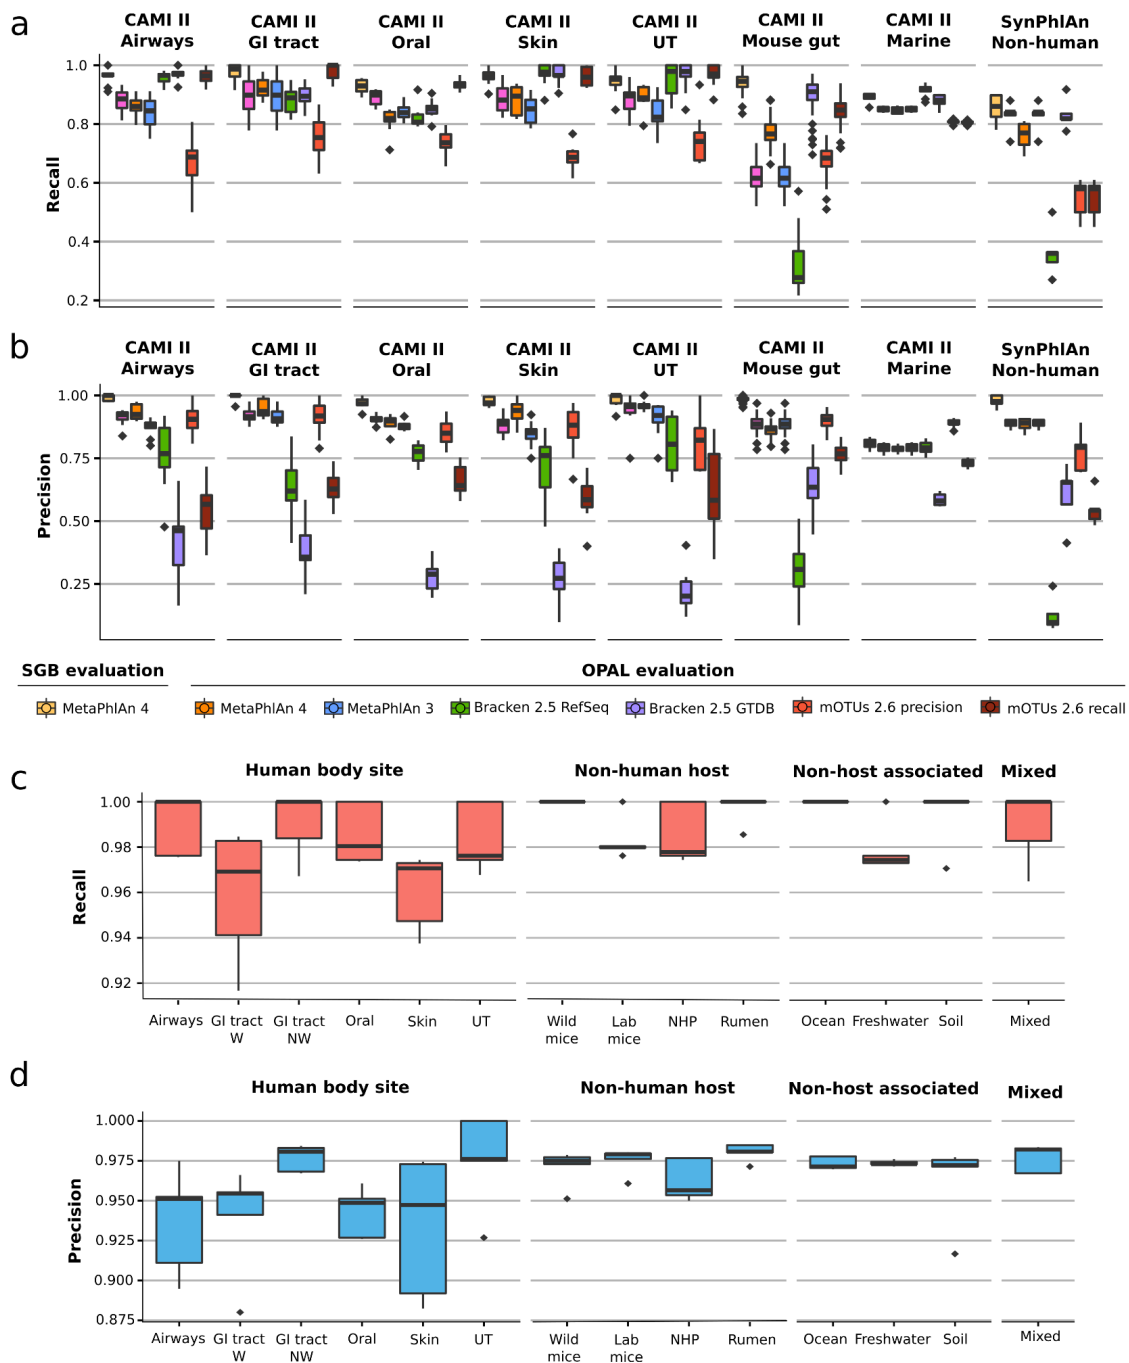 a
CAMI II Airways
CAMI II GI tract
CAMI II Oral
CAMI II Skin
CAMI II UT
CAMI II Mouse gut
CAMI II Marine
SynPhlAn Non-human
Recall
1.0
0.8
0.6
0.4
0.2
b
CAMI II Airways
CAMI II GI tract
CAMI II Oral
CAMI II Skin
CAMI II UT
CAMI II Mouse gut
CAMI II Marine
SynPhlAn Non-human
Precision
1.00
0.75
0.50
0.25
SGB evaluation
OPAL evaluation
MetaPhlAn 4
MetaPhlAn 4
MetaPhlAn 3
Bracken 2.5 RefSeq
Bracken 2.5 GTDB
mOTUs 2.6 precision
mOTUs 2.6 recall
c
Human body site
Non-human host
Non-host associated
Mixed
Recall
1.00
0.98
0.96
0.94
0.92
Airways
GI tract W
GI tract NW
Oral
Skin
UT
Wild mice
Lab mice
NHP
Rumen
Ocean
Freshwater
Soil
Mixed
d
Human body site
Non-human host
Non-host associated
Mixed
Precision
1.000
0.975
0.950
0.925
0.900
0.875
Airways
GI tract W
GI tract NW
Oral
Skin
UT
Wild mice
Lab mice
NHP
Rumen
Ocean
Freshwater
Soil
Mixed